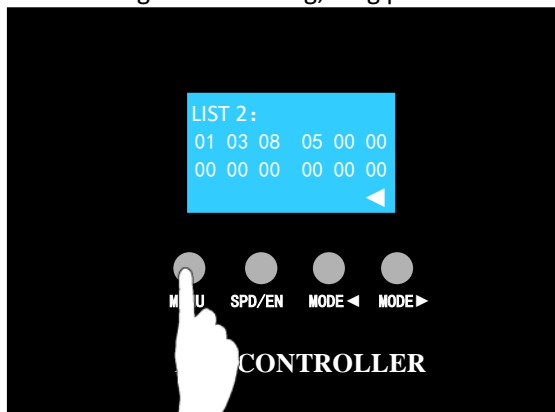 LIST 2：
01 03 08 05 00 00
00 00 00 00 00 00
◀
SPD/EN MODE◀ MODE▶
CONTROLLER